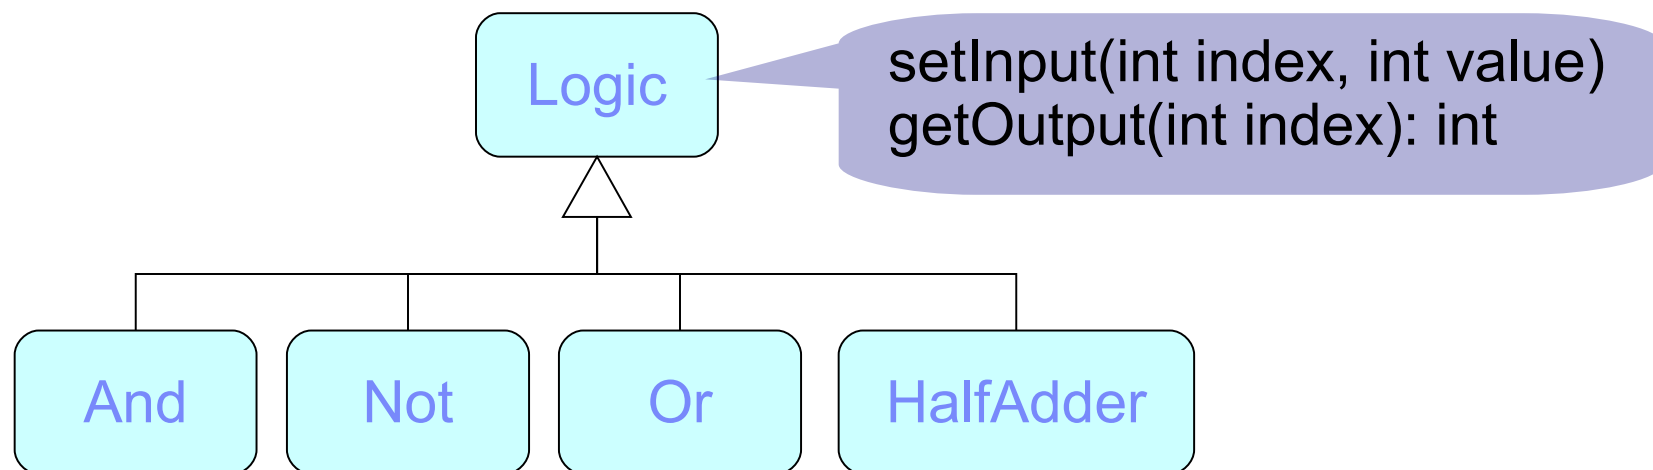 Logic
setInput(int index, int value)
getOutput(int index): int
And
Not
Or
HalfAdder